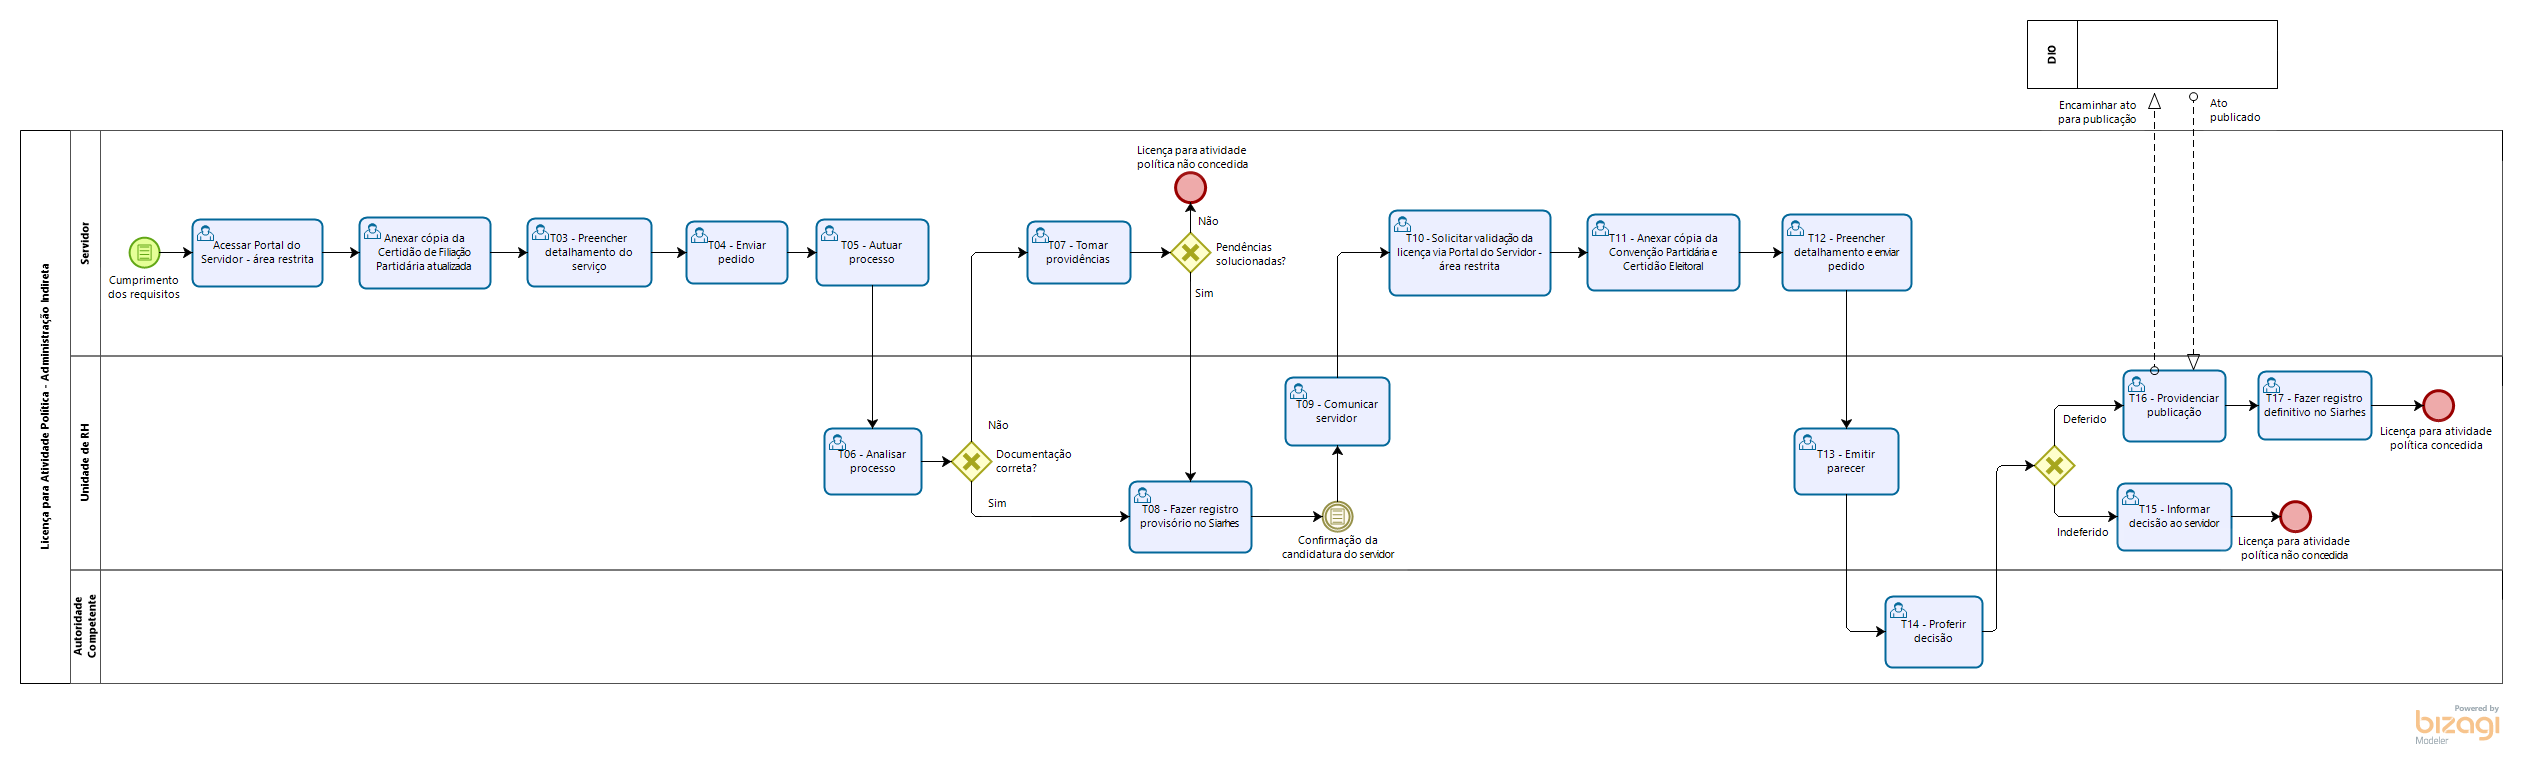 DIO
Encaminhar ato
para publicação
Ato
publicado
Licença para Atividade Política - Administração Indireta
Servidor
Cumprimento
dos requisitos
Acessar Portal do
Servidor - área restrita
Anexar cópia da
Certidão de Filiação
Partidária atualizada
T03 - Preencher
detalhamento do
serviço
T04 - Enviar
pedido
T05 - Autuar
processo
T07 - Tomar
providências
Licença para atividade
política não concedida
Não
Pendências
solucionadas?
Sim
T10 - Solicitar validação da
licença via Portal do Servidor -
área restrita
T11 - Anexar cópia da
Convenção Partidária e
Certidão Eleitoral
T12 - Preencher
detalhamento e enviar
pedido
Unidade de RH
T06 - Analisar
processo
Não
Documentação
correta?
Sim
T08 - Fazer registro
provisório no Siarhes
Confirmação da
candidatura do servidor
T09 - Comunicar
servidor
T13 - Emitir
parecer
Deferido
Indeferido
T16 - Providenciar
publicação
T17 - Fazer registro
definitivo no Siarhes
Licença para atividade
política concedida
T15 - Informar
decisão ao servidor
Licença para atividade
política não concedida
Autoridade
Competente
T14 - Proferir
decisão
Powered by
bizagi
Modeler